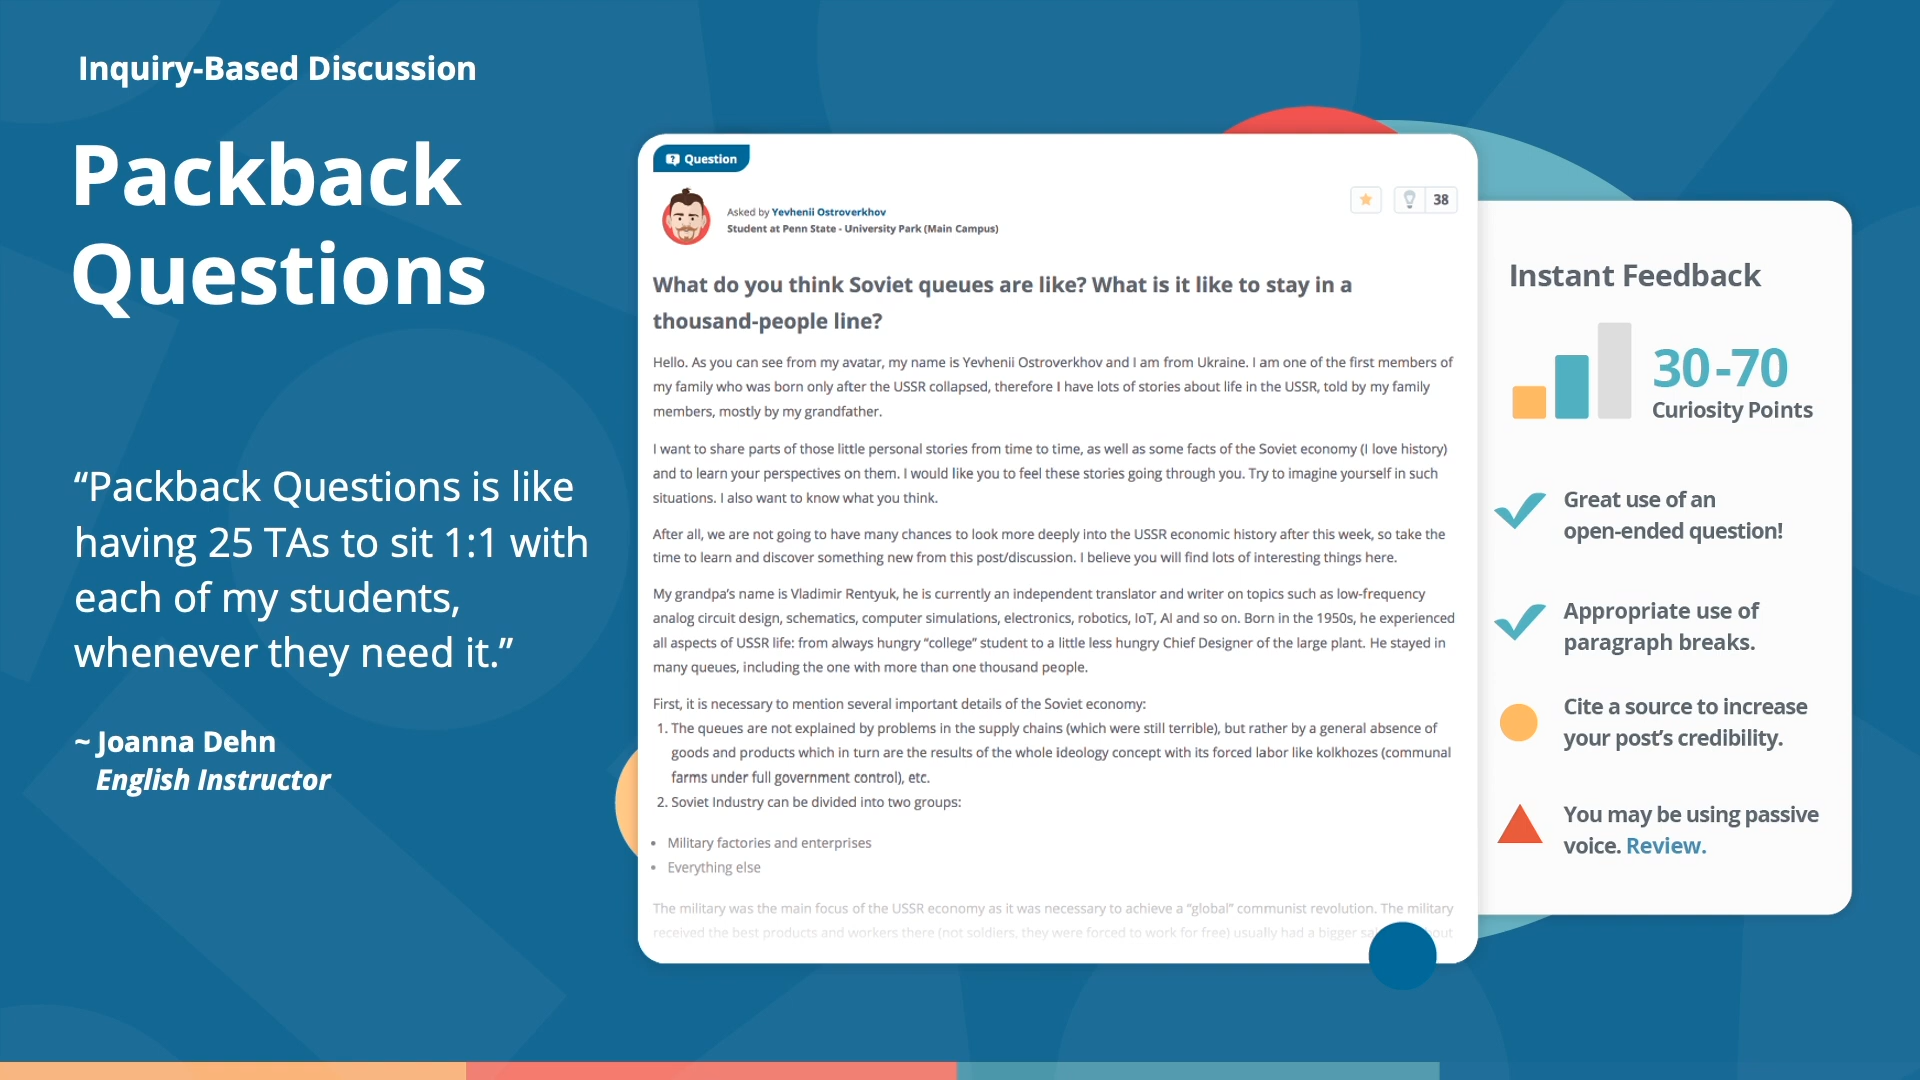 Inquiry-Based Discussion
Packback
Questions
“Packback Questions is like
having 25 TAs to sit 1:1 with
each of my students,
whenever they need it.”
~ Joanna Dehn
English Instructor
Question
Asked by Yevhenii Ostroverkhov
Student at Penn State - University Park (Main Campus)
38
What do you think Soviet queues are like? What is it like to stay in a
thousand-people line?
Hello. As you can see from my avatar, my name is Yevhenii Ostroverkhov and I am from Ukraine. I am one of the first members of
my family who was born only after the USSR collapsed, therefore I have lots of stories about life in the USSR, told by my family
members, mostly by my grandfather.
I want to share parts of those little personal stories from time to time, as well as some facts of the Soviet economy (I love history)
and to learn your perspectives on them. I would like you to feel these stories going through you. Try to imagine yourself in such
situations. I also want to know what you think.
After all, we are not going to have many chances to look more deeply into the USSR economic history after this week, so take the
time to learn and discover something new from this post/discussion. I believe you will find lots of interesting things here.
My grandpa’s name is Vladimir Rentyuk, he is currently an independent translator and writer on topics such as low-frequency
analog circuit design, schematics, computer simulations, electronics, robotics, IoT, AI and so on. Born in the 1950s, he experienced
all aspects of USSR life: from always hungry “college” student to a little less hungry Chief Designer of the large plant. He stayed in
many queues, including the one with more than one thousand people.
First, it is necessary to mention several important details of the Soviet economy:
1. The queues are not explained by problems in the supply chains (which were still terrible), but rather by a general absence of
goods and products which in turn are the results of the whole ideology concept with its forced labor like kolkhozes (communal
farms under full government control), etc.
2. Soviet Industry can be divided into two groups:
• Military factories and enterprises
• Everything else
The military was the main focus of the USSR economy as it was necessary to achieve a “global” communist revolution. The military
received the best products and workers there (not soldiers, they were forced to work for free) usually had a bigger
Instant Feedback
30-70
Curiosity Points
Great use of an
open-ended question!
Appropriate use of
paragraph breaks.
Cite a source to increase
your post’s credibility.
You may be using passive
voice. Review.